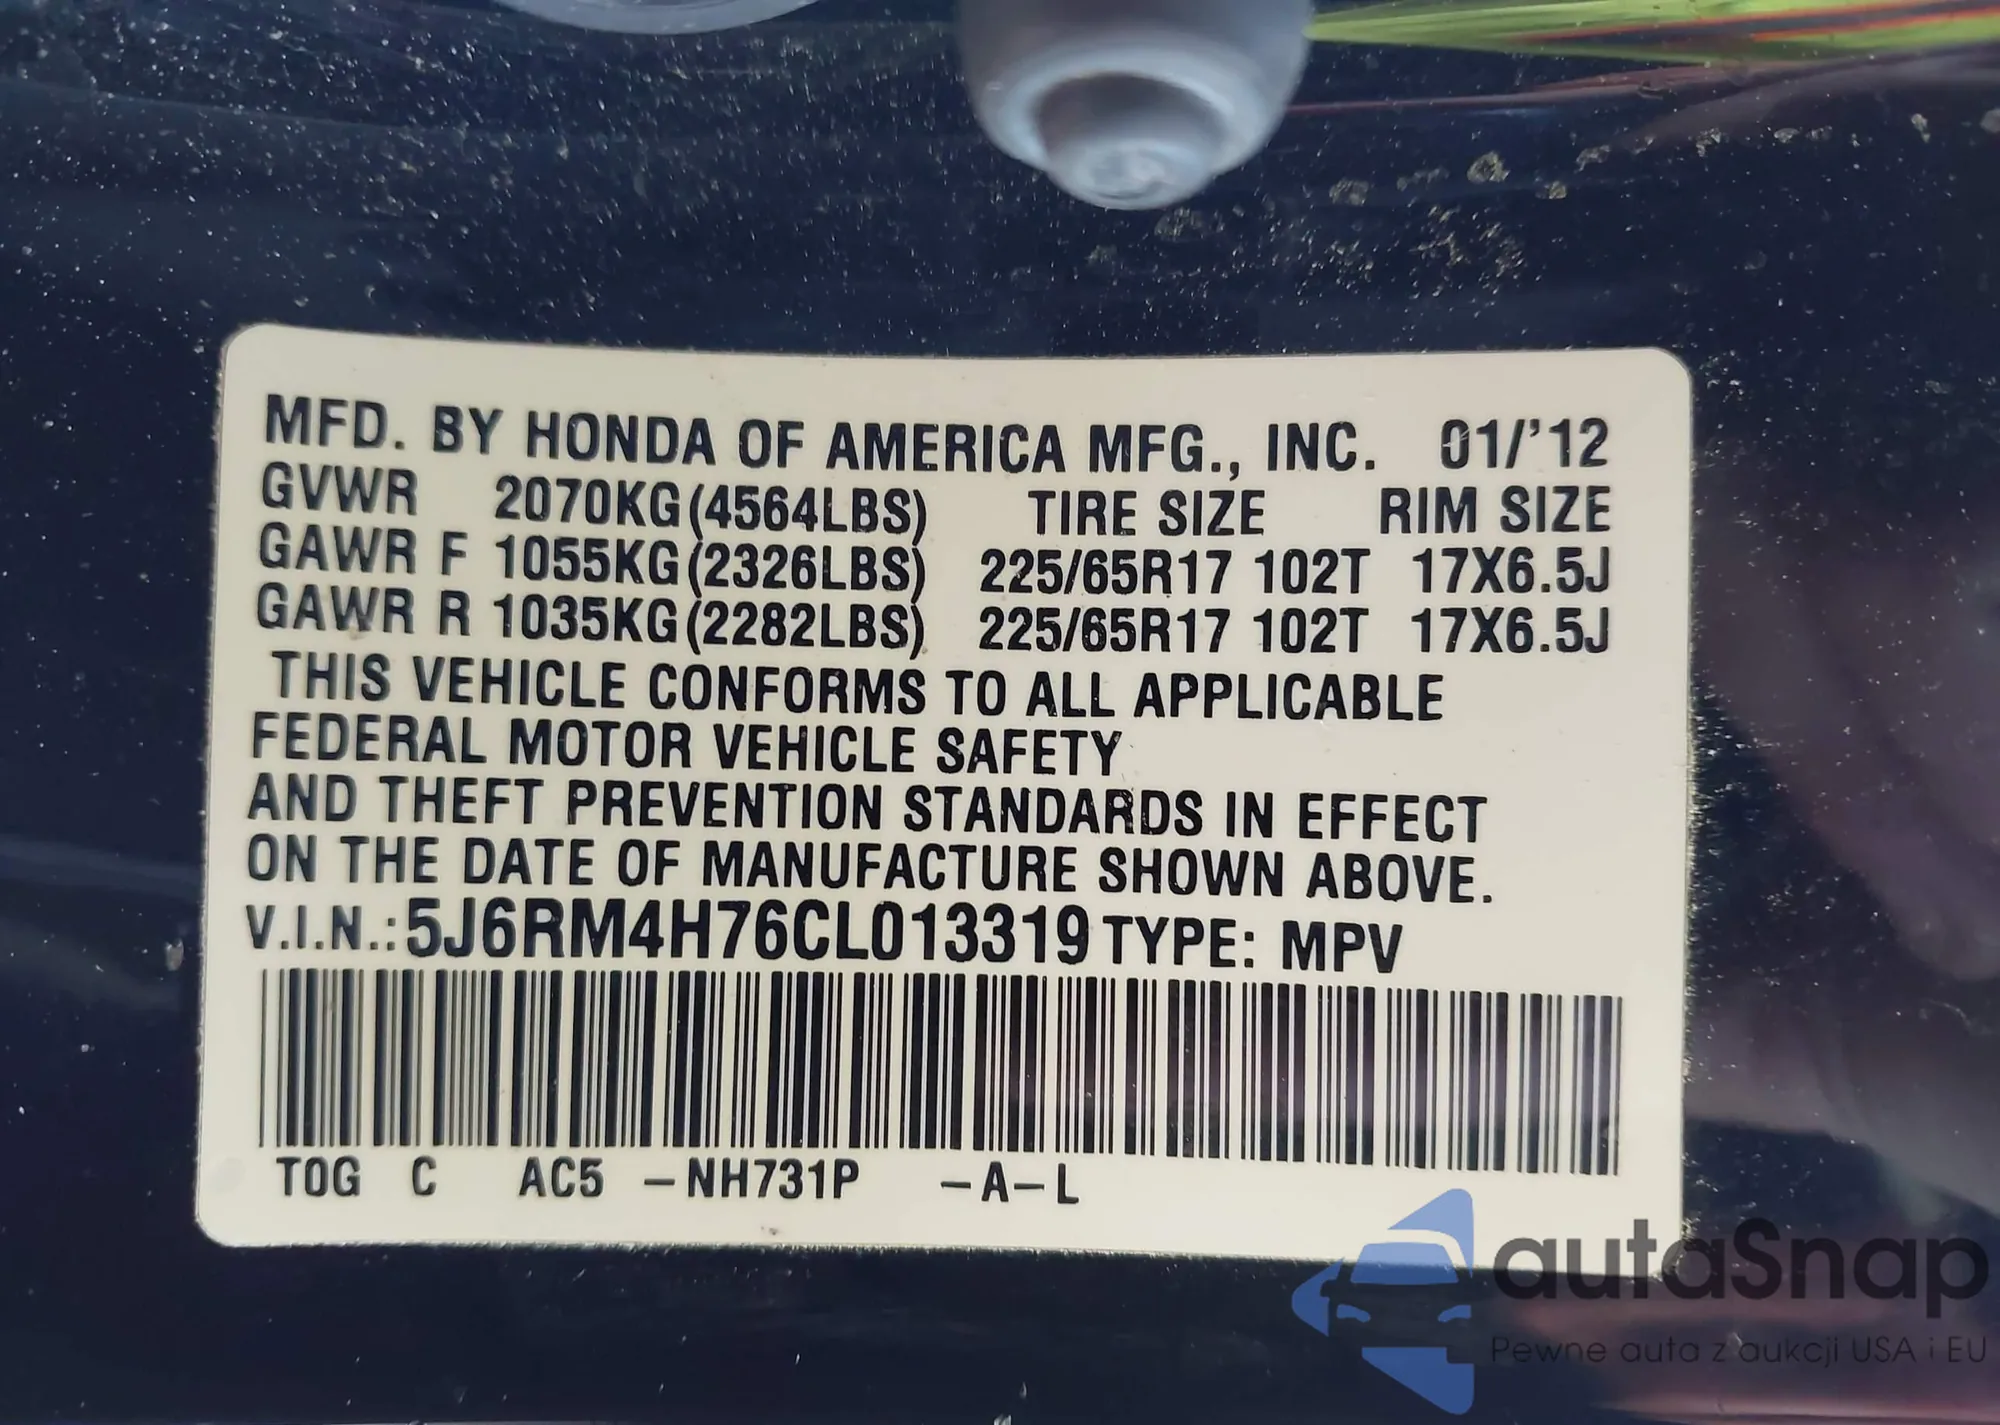 MFD. BY HONDA OF AMERICA MFG., INC. 01/'12
GVWR 2070KG(4564LBS) TIRE SIZE RIM SIZE
GAWR F 1055KG(2326LBS) 225/65R17 102T 17X6.5J
GAWR R 1035KG(2282LBS) 225/65R17 102T 17X6.5J
THIS VEHICLE CONFORMS TO ALL APPLICABLE
FEDERAL MOTOR VEHICLE SAFETY
AND THEFT PREVENTION STANDARDS IN EFFECT
ON THE DATE OF MANUFACTURE SHOWN ABOVE.
V.I.N.: 5J6RM4H76CL013319 TYPE: MPV
TOG C AC5 -NH731P -A-L
autaSnap
Pewne auta z aukcji USA i EU